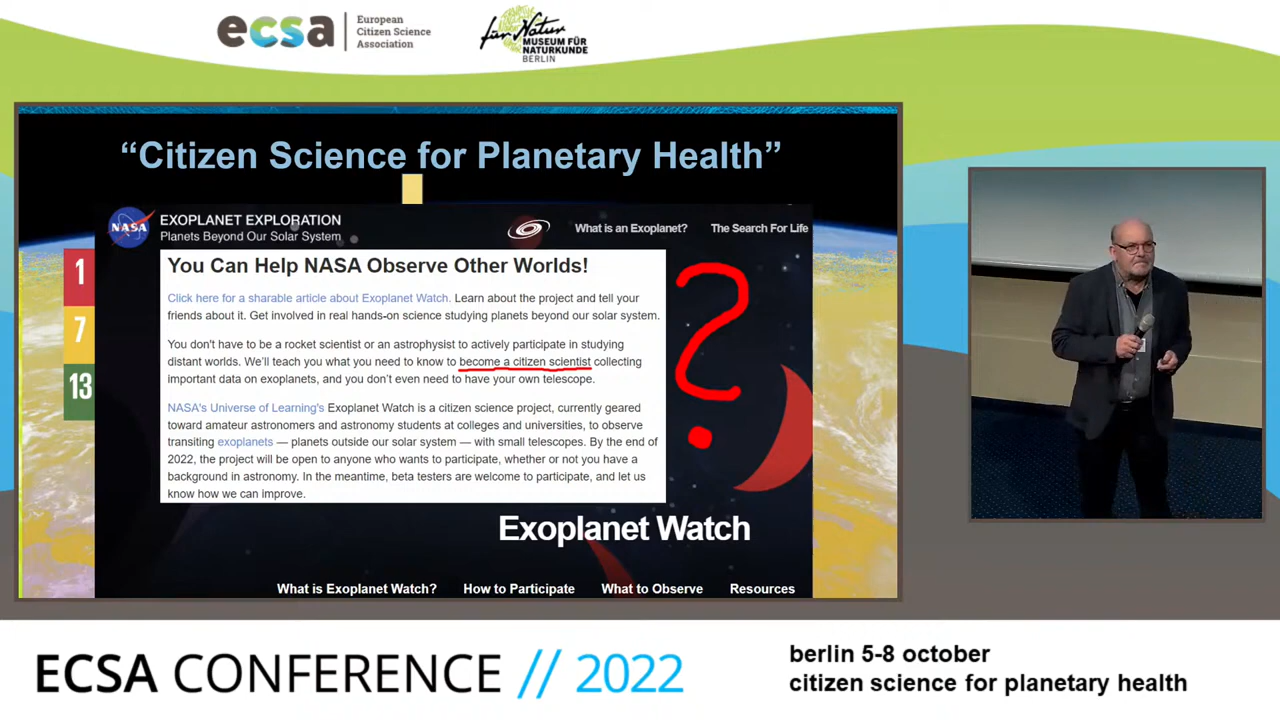 ecsa
European
Citizen Science
Association
für Natur
MUSEUM FÜR
NATURKUNDE
BERLIN
“Citizen Science for Planetary Health”
NASA
EXOPLANET EXPLORATION
Planets Beyond Our Solar System
What is an Exoplanet?
The Search For Life
1
7
13
You Can Help NASA Observe Other Worlds!
Click here for a sharable article about Exoplanet Watch. Learn about the project and tell your
friends about it. Get involved in real hands-on science studying planets beyond our solar system.
You don't have to be a rocket scientist or an astrophysist to actively participate in studying
distant worlds. We’ll teach you what you need to know to become a citizen scientist collecting
important data on exoplanets, and you don’t even need to have your own telescope.
NASA's Universe of Learning's Exoplanet Watch is a citizen science project, currently geared
toward amateur astronomers and astronomy students at colleges and universities, to observe
transiting exoplanets — planets outside our solar system — with small telescopes. By the end of
2022, the project will be open to anyone who wants to participate, whether or not you have a
background in astronomy. In the meantime, beta testers are welcome to participate, and let us
know how we can improve.
?
Exoplanet Watch
What is Exoplanet Watch?
How to Participate
What to Observe
Resources
ECSA CONFERENCE // 2022
berlin 5-8 october
citizen science for planetary health